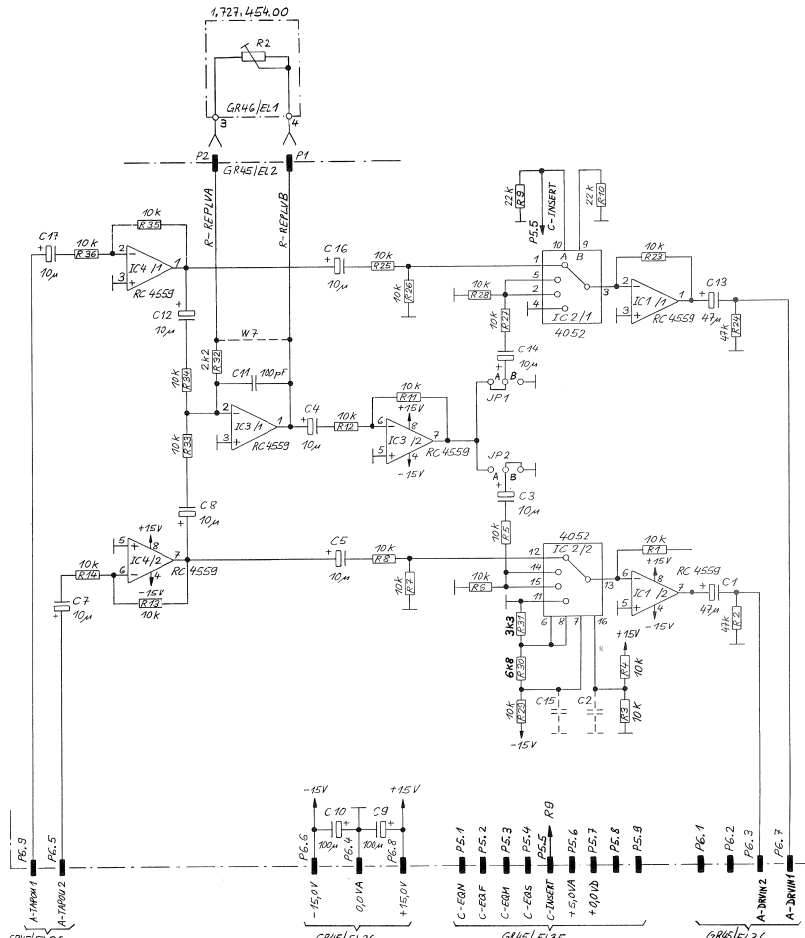 1.727.454.00
R2
GR46/EL1
3 4
P2 P1
GR45/EL2
R-REPLVA
R-REPLVB
22k
R9
P5.5
C-INSERT
22k
R10
C17
10µ
10k
R36
10k
R35
2
1
3
IC4/1
RC4559
C16
10µ
10k
R25
10k
R26
10 9
A B
1
5
2
4
3
IC2/1
4052
10k
R28
10k
R27
C14
10µ
A B
JP1
10k
R23
2
1
3
IC1/1
RC4559
C13
47µ
47k
R24
C12
10µ
10k
R34
W7
2k2
R32
C11 100pF
2
1
3
IC3/1
RC4559
C4
10µ
10k
R12
10k
R11
+15V
8
6
7
5
4
IC3/2
RC4559
-15V
JP2
A B
C3
10µ
10k
R5
10k
R33
C8
10µ
+15V
8
5
7
6
4
IC4/2
RC4559
-15V
10k
R14
R13
10k
C7
10µ
C5
10µ
10k
R8
10k
R7
4052
IC2/2
12
14
15
11
13
6 8 7 16
10k
R6
3k3
R31
6k8
R30
10k
R29
-15V
C15
C2
10k
R1
RC4559
+15V
8
6
7
5
4
IC1/2
-15V
C1
47µ
47k
R2
+15V
R4
10k
R3
10k
-15V
+15V
C10
100µ
C9
100µ
P6.9
P6.5
P6.6
P6.4
P6.8
P5.1
P5.2
P5.3
P5.4
P5.5
R9
P5.6
P5.7
P5.8
P5.9
P6.1
P6.2
P6.3
P6.7
A-TAPOU1
A-TAPOU2
-15,0V
0,0VA
+15,0V
C-EQN
C-EQF
C-EQM
C-EQS
C-INSERT
+5,0VA
+0,0VD
A-DRVIN2
A-DRVIN1